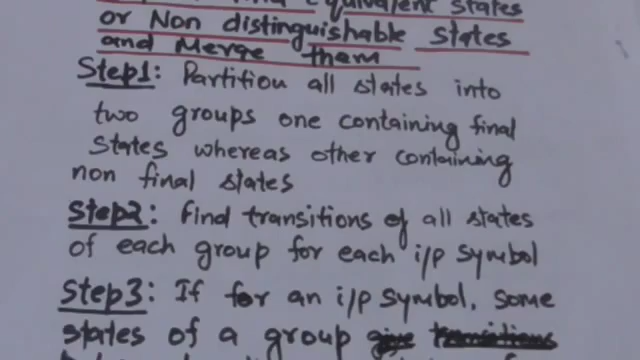 Equivalent States
or Non distinguishable States
and Merge them
Step1: Partition all states into
two groups one containing final
States whereas other containing
non final states
Step2: Find transitions of all states
of each group for each i/p Symbol
Step3: If for an i/p symbol, some
states of a group